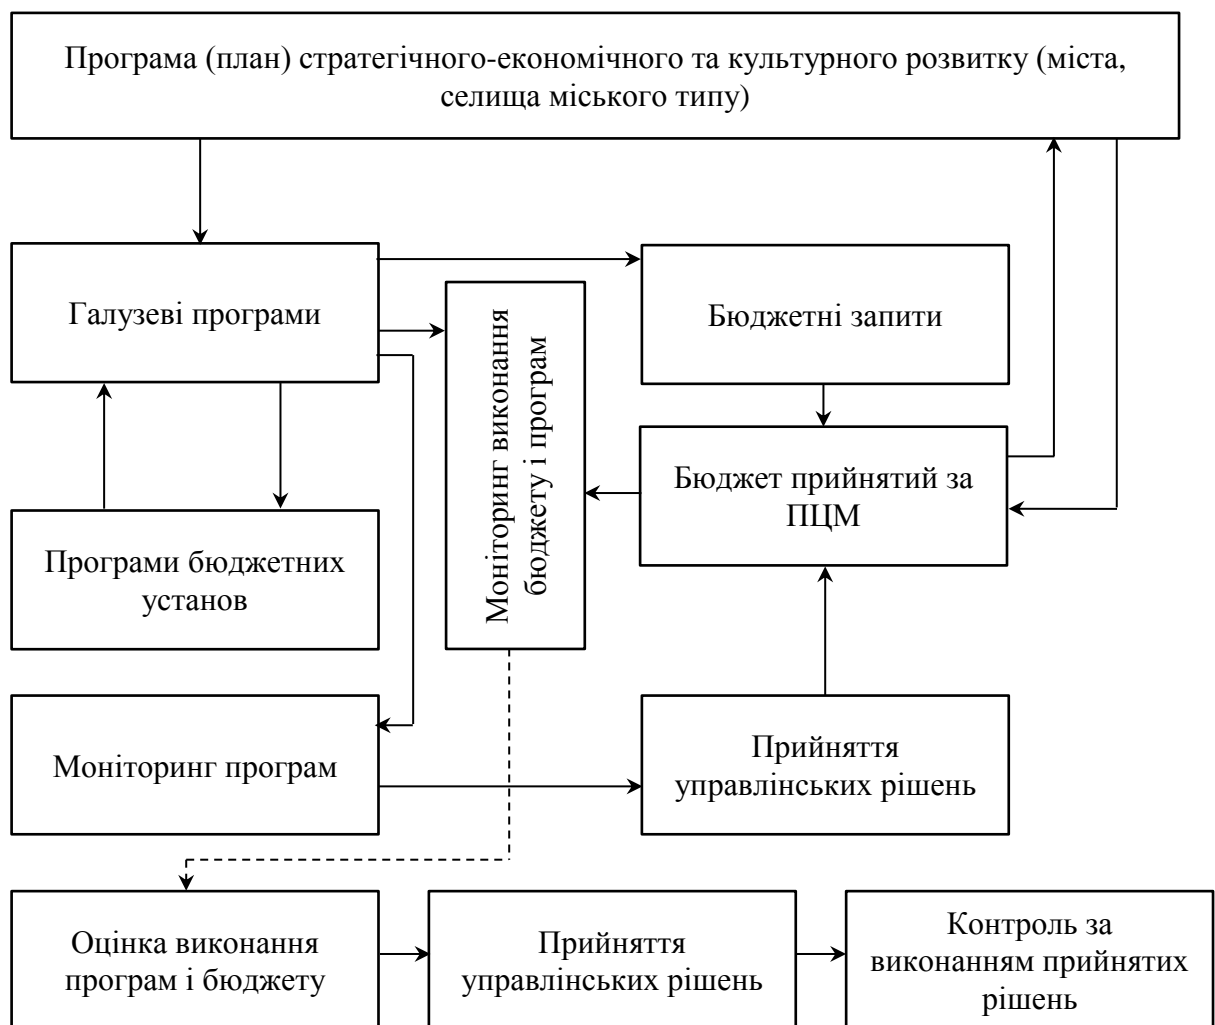 Програма (план) стратегічного-економічного та культурного розвитку (міста,
селища міського типу)
Галузеві програми
Бюджетні запити
Моніторинг виконання
бюджету і програм
Бюджет прийнятий за
ПЦМ
Програми бюджетних
установ
Моніторинг програм
Прийняття
управлінських рішень
Оцінка виконання
програм і бюджету
Прийняття
управлінських рішень
Контроль за
виконанням прийнятих
рішень